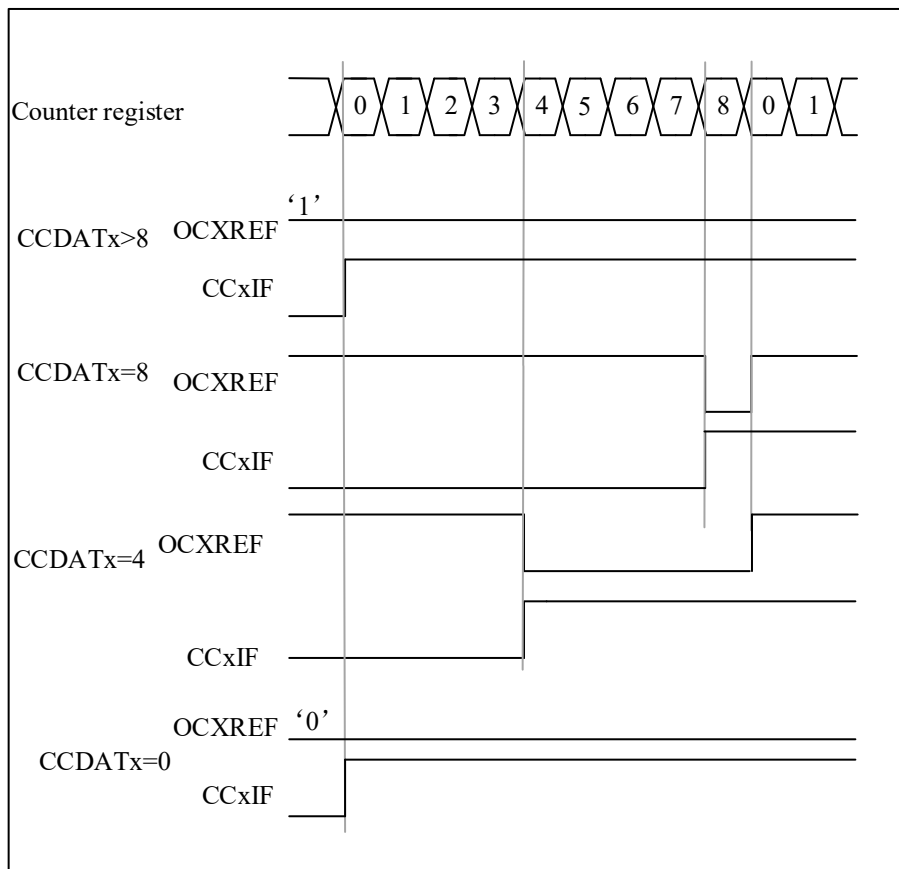 Counter register 0 1 2 3 4 5 6 7 8 0 1
‘1’
CCDATx>8 OCXREF
CCxIF
CCDATx=8 OCXREF
CCxIF
CCDATx=4 OCXREF
CCxIF
OCXREF ‘0’
CCDATx=0
CCxIF